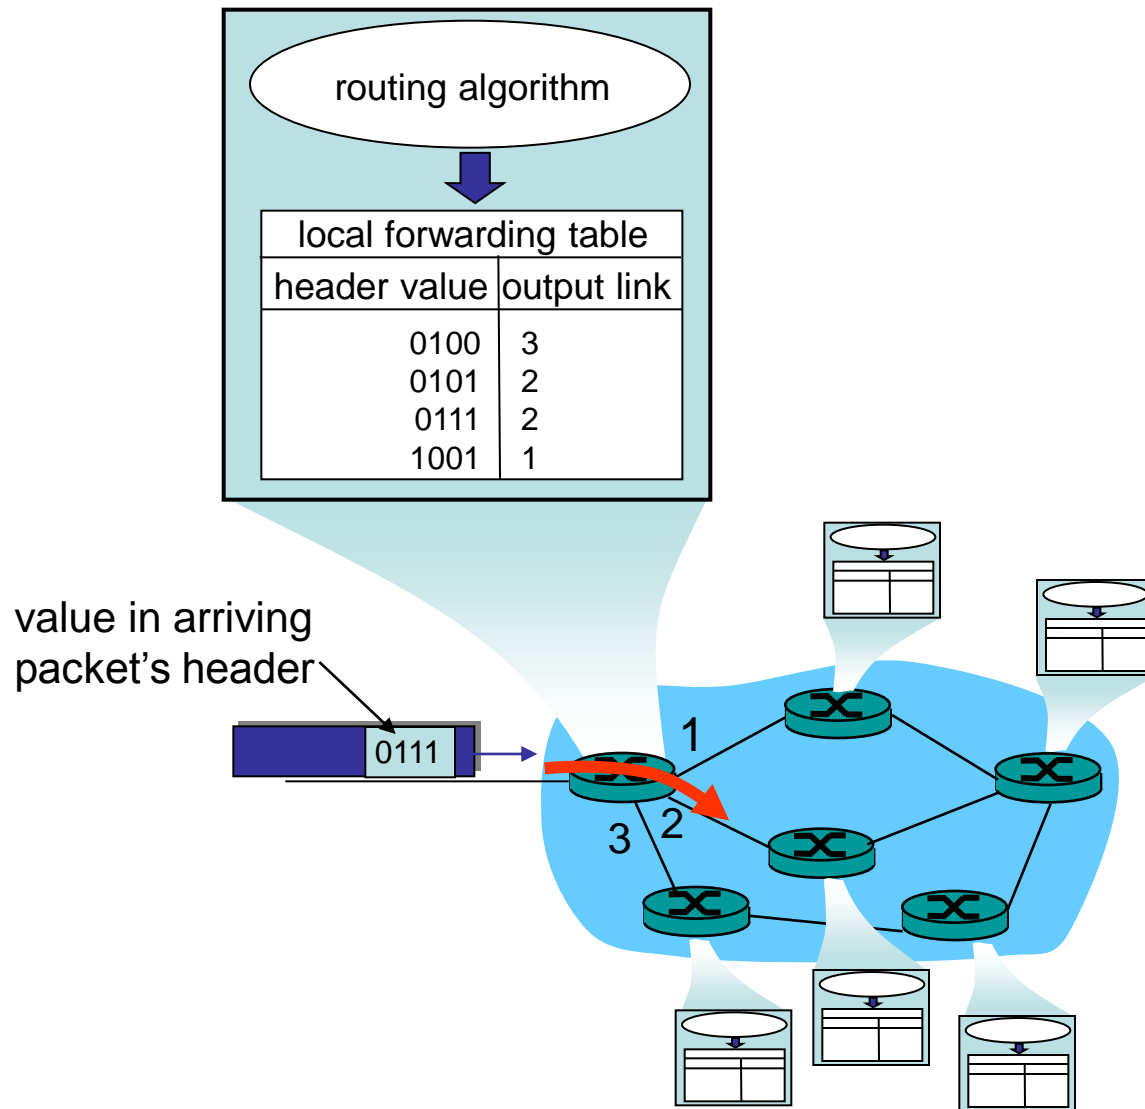 routing algorithm
local forwarding table
header value output link
0100 3
0101 2
0111 2
1001 1
value in arriving
packet's header
0111
1
2
3